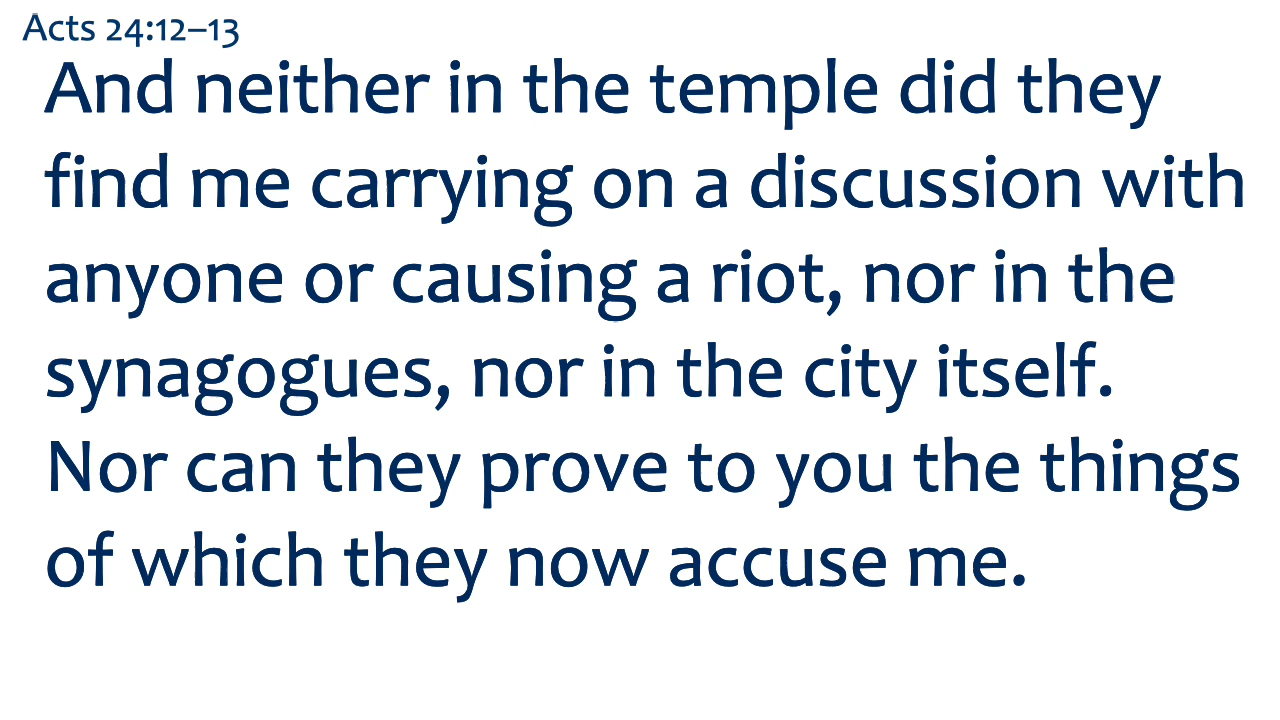 Acts 24:12–13
And neither in the temple did they
find me carrying on a discussion with
anyone or causing a riot, nor in the
synagogues, nor in the city itself.
Nor can they prove to you the things
of which they now accuse me.